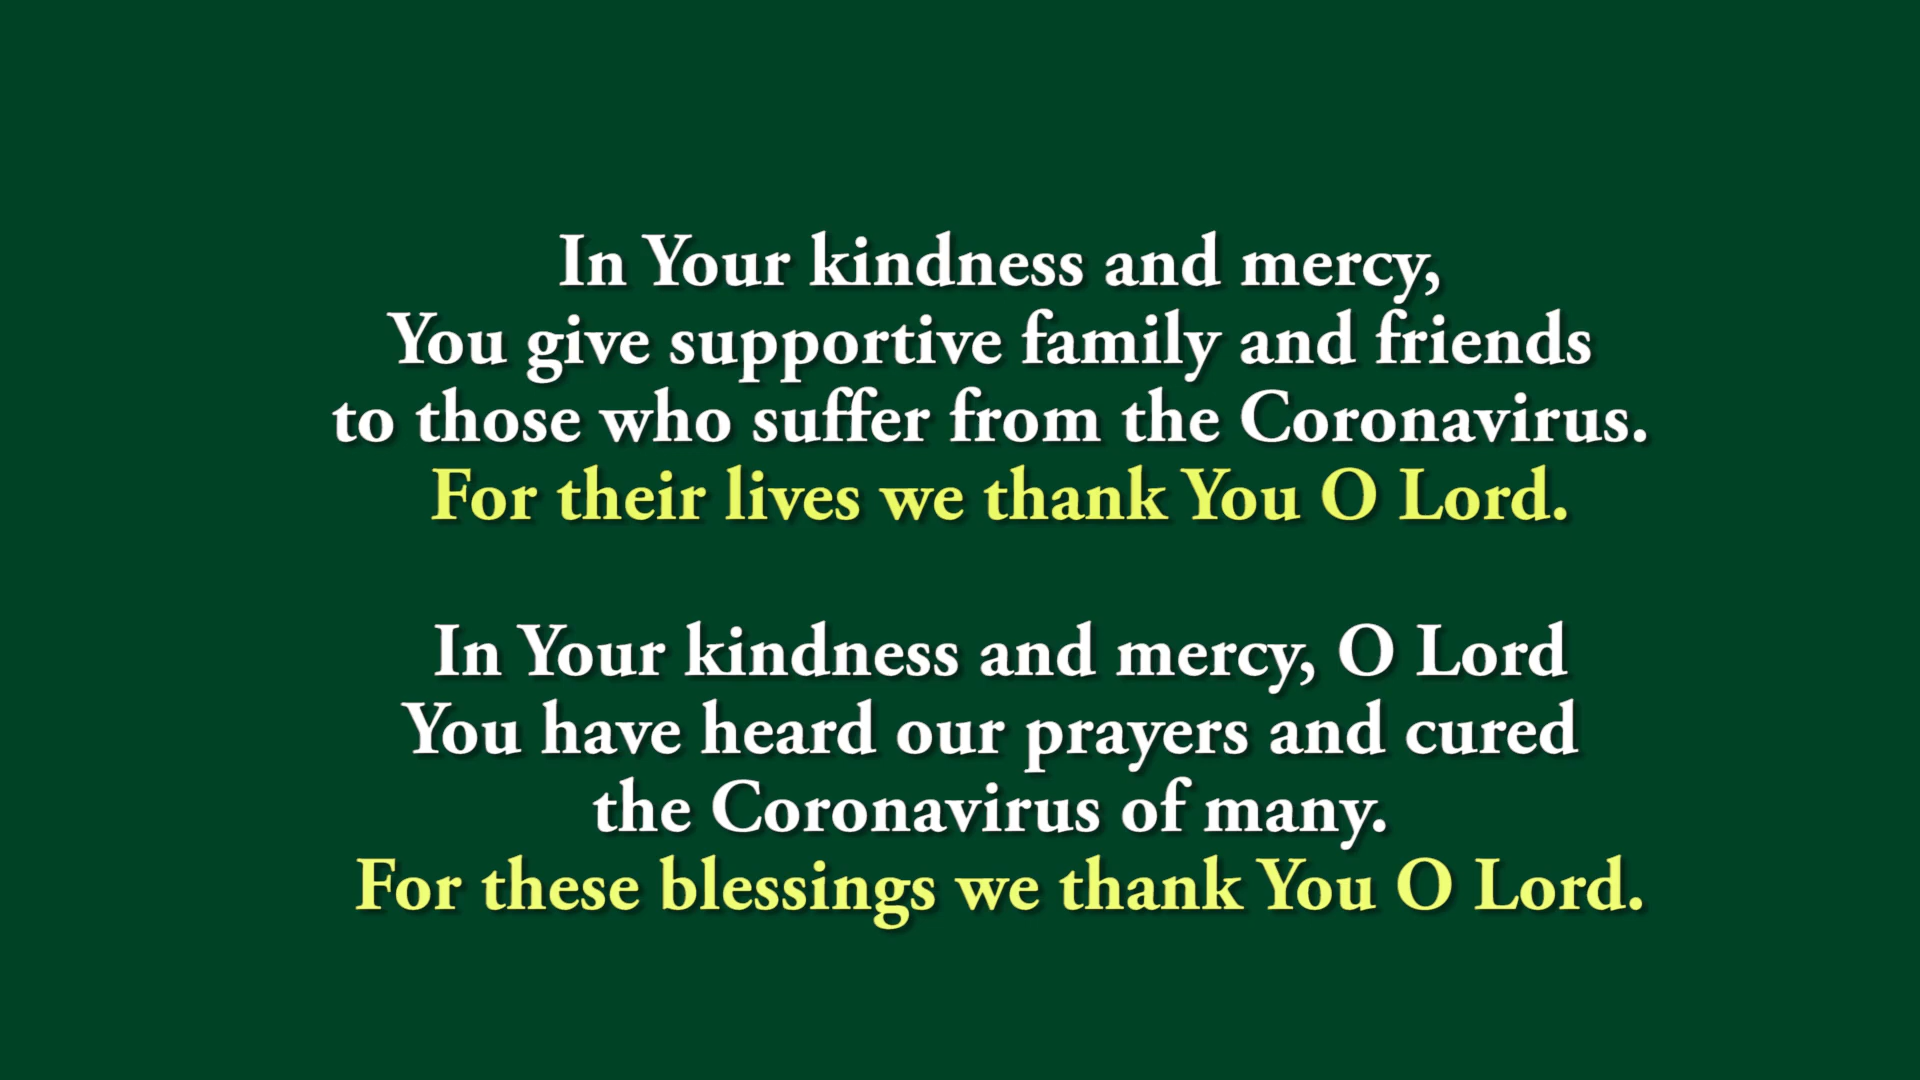 In Your kindness and mercy,
You give supportive family and friends
to those who suffer from the Coronavirus.
For their lives we thank You O Lord.
In Your kindness and mercy, O Lord
You have heard our prayers and cured
the Coronavirus of many.
For these blessings we thank You O Lord.